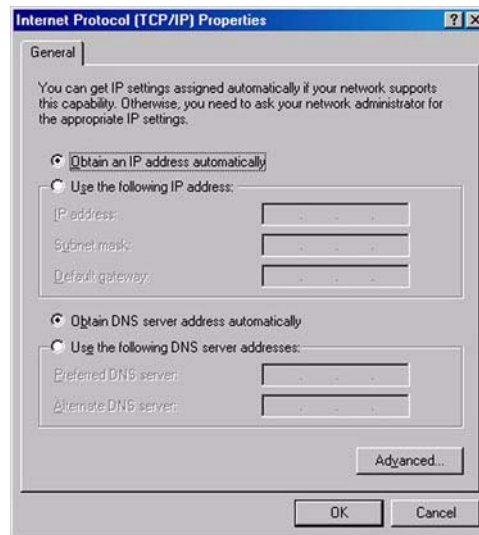 Internet Protocol (TCP/IP) Properties
General
You can get IP settings assigned automatically if your network supports
this capability. Otherwise, you need to ask your network administrator for
the appropriate IP settings.
Obtain an IP address automatically
Use the following IP address:
IP address:
Subnet mask:
Default gateway:
Obtain DNS server address automatically
Use the following DNS server addresses:
Preferred DNS server:
Alternate DNS server:
Advanced...
OK Cancel